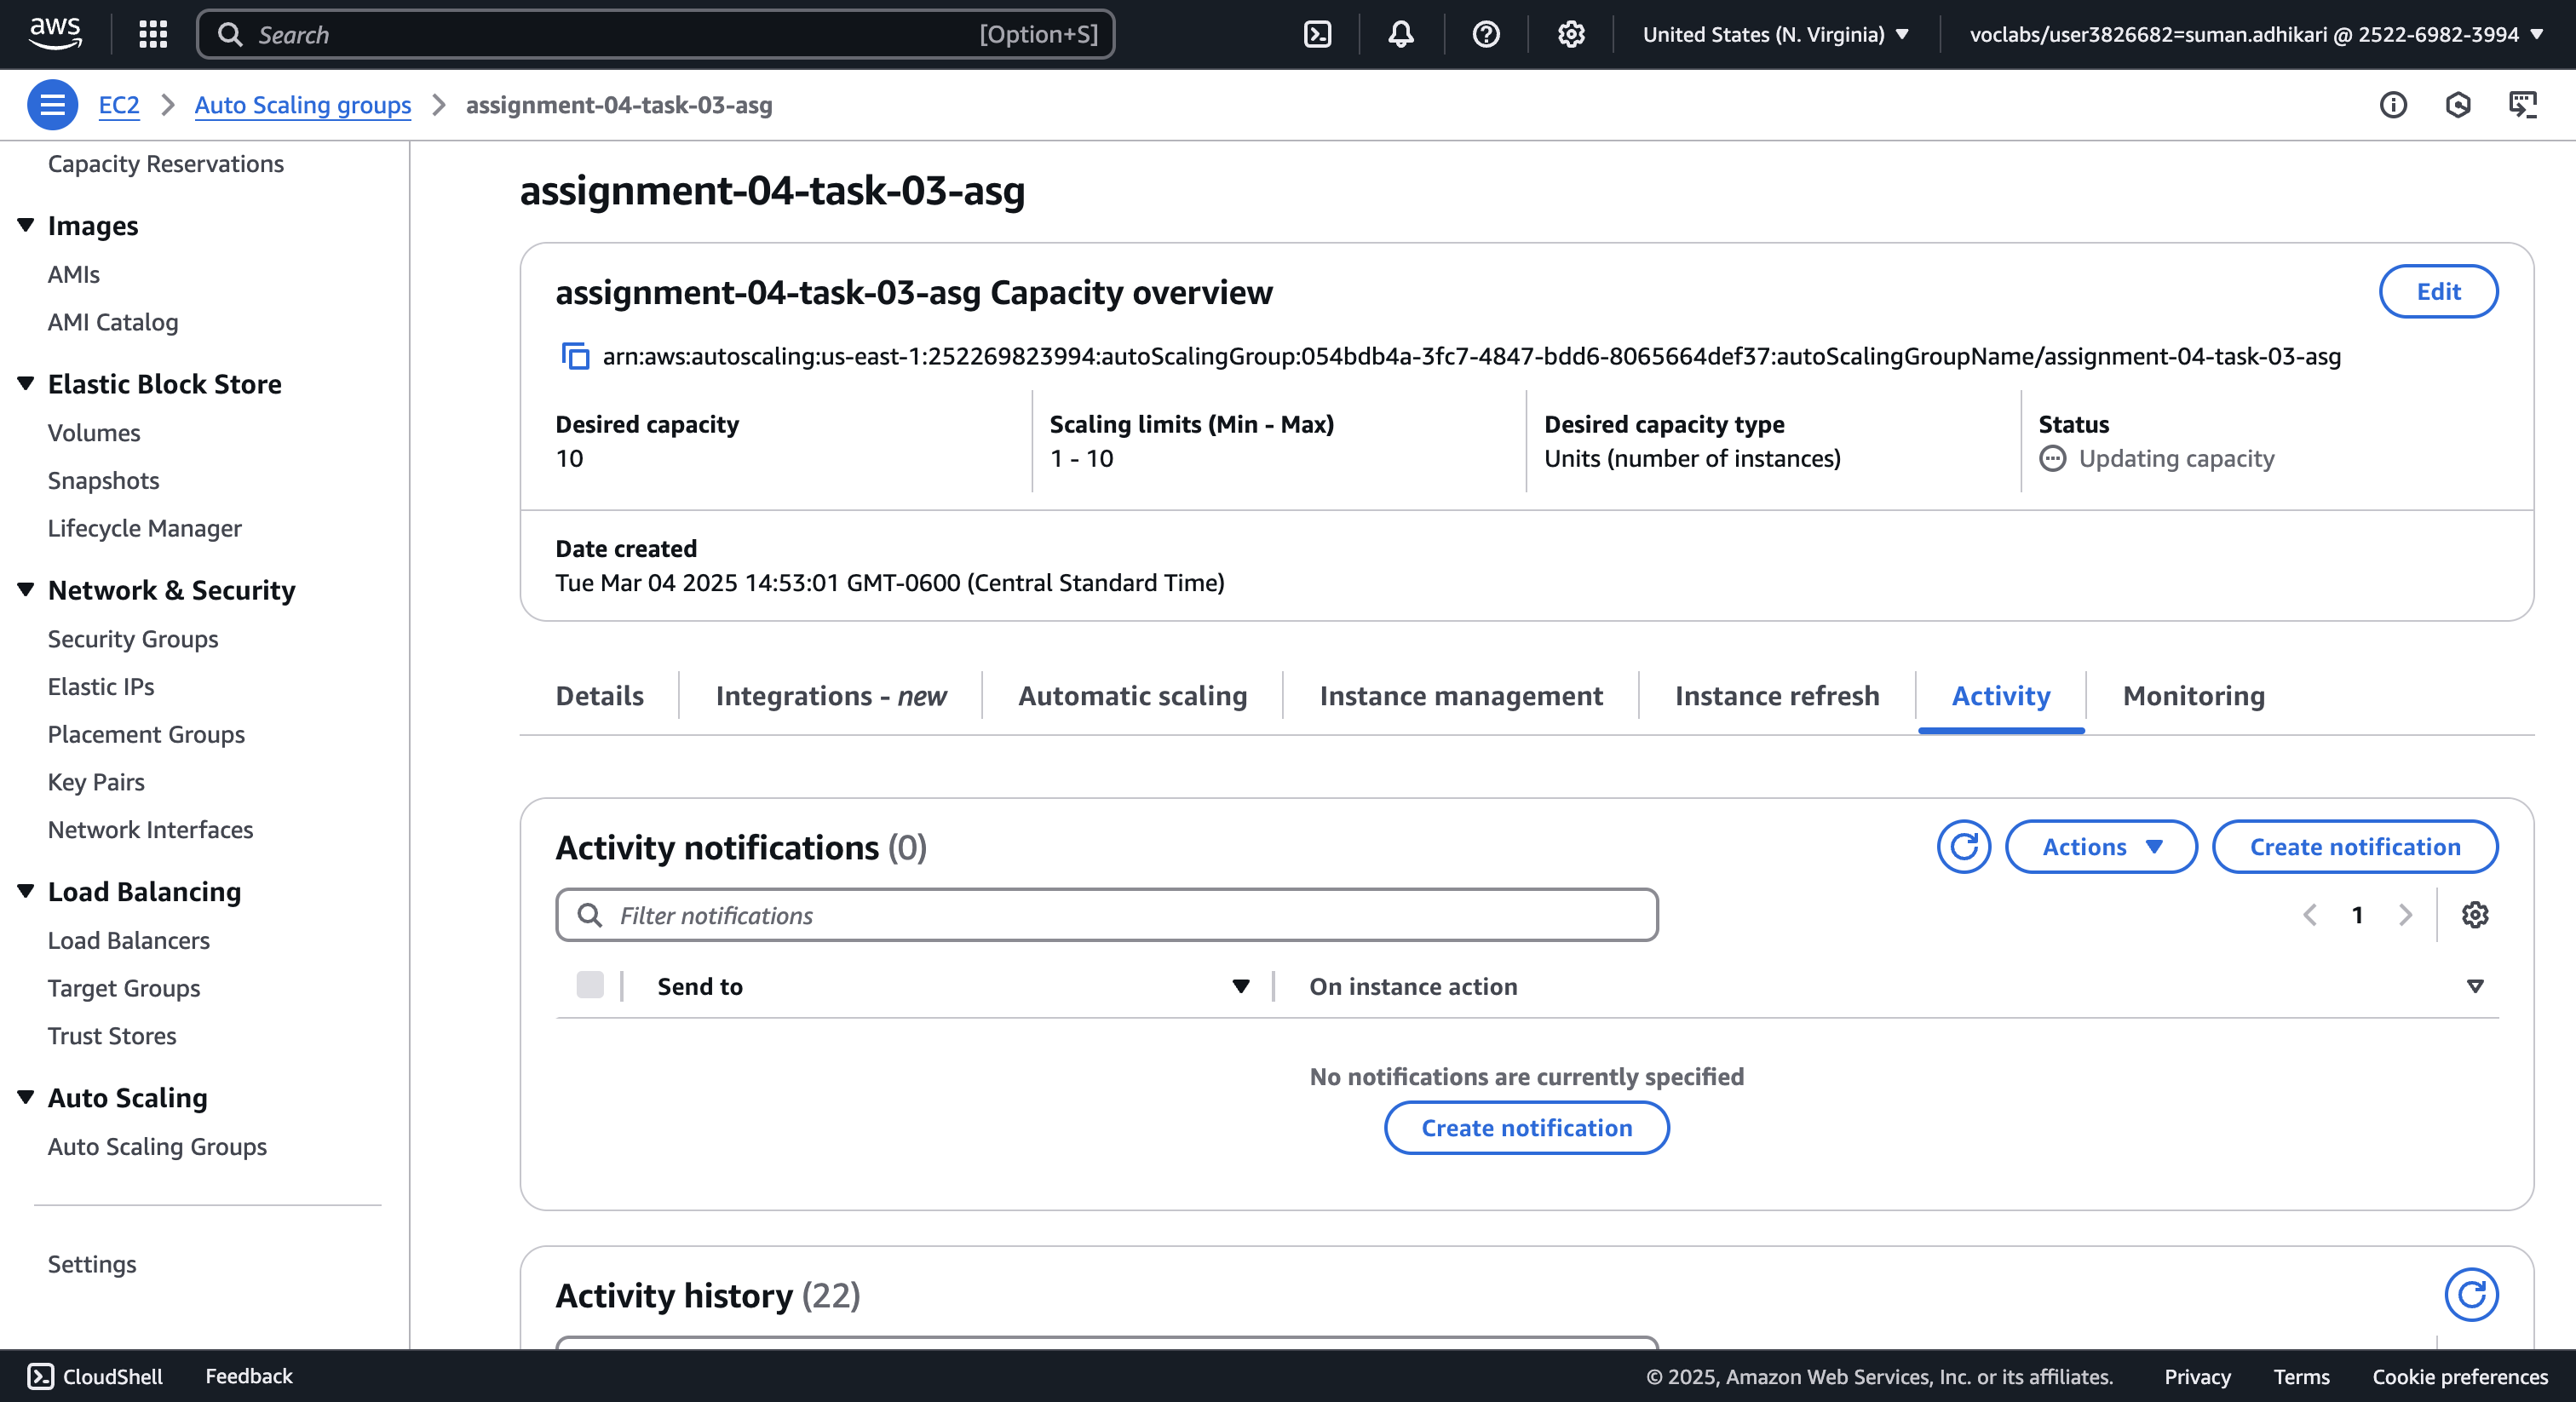 aws
Search [Option+S]
United States (N. Virginia)
voclabs/user3826682=suman.adhikari @ 2522-6982-3994
EC2
Auto Scaling groups
assignment-04-task-03-asg
Capacity Reservations
Images
AMIs
AMI Catalog
Elastic Block Store
Volumes
Snapshots
Lifecycle Manager
Network & Security
Security Groups
Elastic IPs
Placement Groups
Key Pairs
Network Interfaces
Load Balancing
Load Balancers
Target Groups
Trust Stores
Auto Scaling
Auto Scaling Groups
Settings
assignment-04-task-03-asg
assignment-04-task-03-asg Capacity overview
Edit
arn:aws:autoscaling:us-east-1:252269823994:autoScalingGroup:054bdb4a-3fc7-4847-bdd6-8065664def37:autoScalingGroupName/assignment-04-task-03-asg
Desired capacity
10
Scaling limits (Min - Max)
1 - 10
Desired capacity type
Units (number of instances)
Status
Updating capacity
Date created
Tue Mar 04 2025 14:53:01 GMT-0600 (Central Standard Time)
Details
Integrations - new
Automatic scaling
Instance management
Instance refresh
Activity
Monitoring
Activity notifications (0)
Actions
Create notification
Filter notifications
1
Send to
On instance action
No notifications are currently specified
Create notification
Activity history (22)
CloudShell
Feedback
© 2025, Amazon Web Services, Inc. or its affiliates.
Privacy
Terms
Cookie preferences